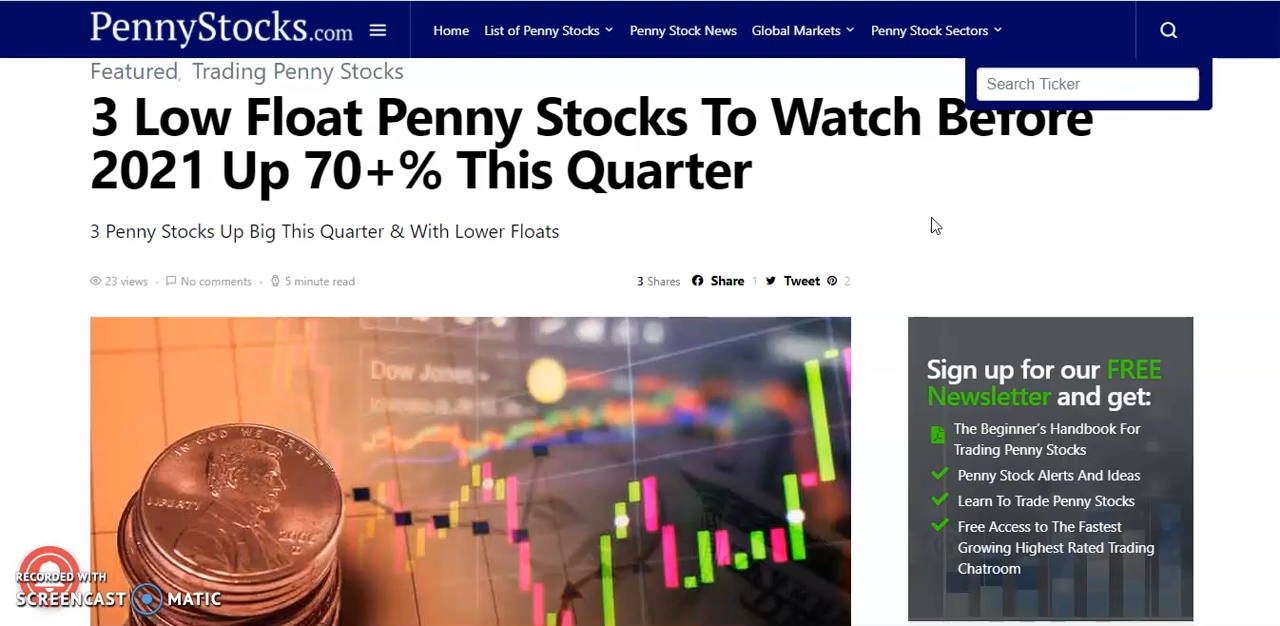 PennyStocks.com
Home List of Penny Stocks Penny Stock News Global Markets Penny Stock Sectors
Search Ticker
Featured, Trading Penny Stocks
3 Low Float Penny Stocks To Watch Before
2021 Up 70+% This Quarter
3 Penny Stocks Up Big This Quarter & With Lower Floats
23 views · No comments · 5 minute read
3 Shares Share 1 Tweet 2
Dow Jones
IN GOD WE TRUST
LIBERTY
Sign up for our FREE
Newsletter and get:
The Beginner's Handbook For
Trading Penny Stocks
Penny Stock Alerts And Ideas
Learn To Trade Penny Stocks
Free Access to The Fastest
Growing Highest Rated Trading
Chatroom
RECORDED WITH
SCREENCAST MATIC